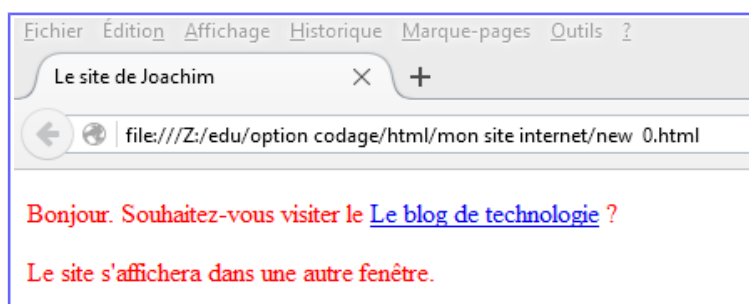 Fichier Édition Affichage Historique Marque-pages Outils ?
Le site de Joachim
file:///Z:/edu/option codage/html/mon site internet/new 0.html
Bonjour. Souhaitez-vous visiter le Le blog de technologie ?
Le site s'affichera dans une autre fenêtre.